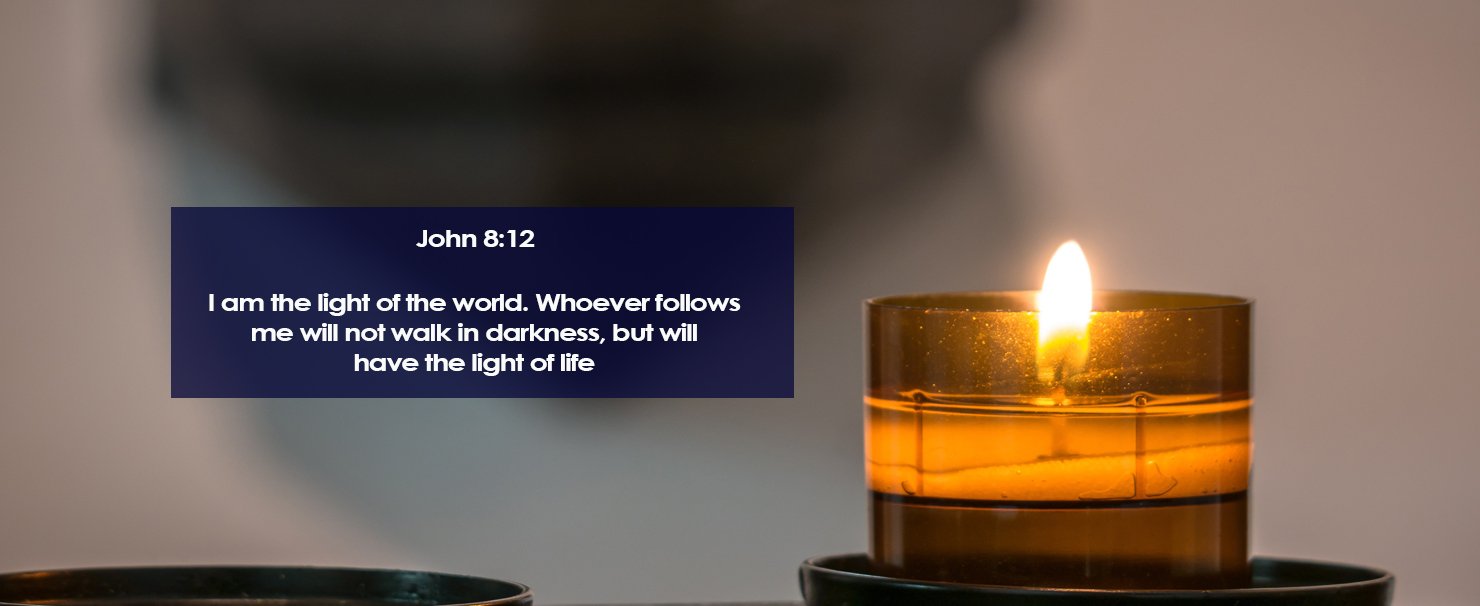 John 8:12
I am the light of the world. Whoever follows
me will not walk in darkness, but will
have the light of life